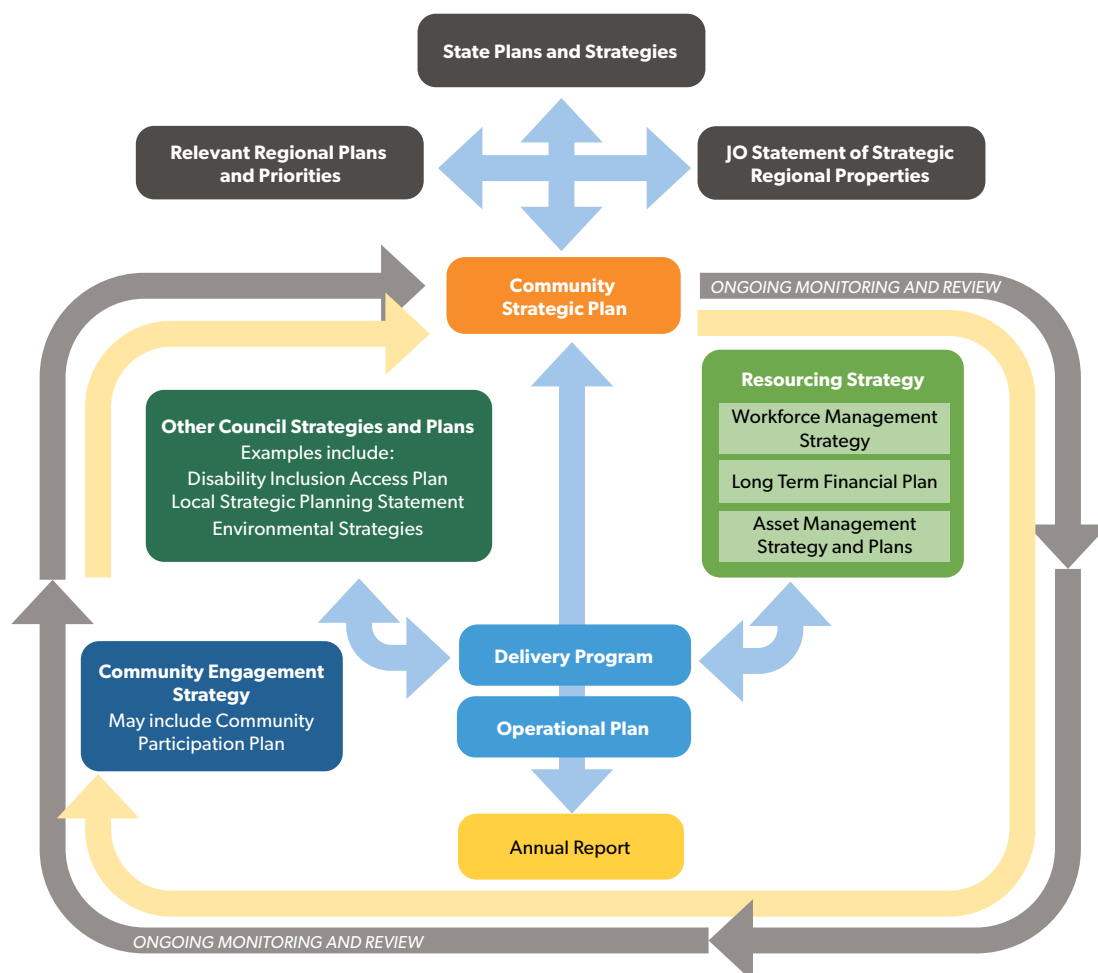 State Plans and Strategies
Relevant Regional Plans
and Priorities
JO Statement of Strategic
Regional Properties
Community
Strategic Plan
ONGOING MONITORING AND REVIEW
Resourcing Strategy
Workforce Management
Strategy
Long Term Financial Plan
Asset Management
Strategy and Plans
Other Council Strategies and Plans
Examples include:
Disability Inclusion Access Plan
Local Strategic Planning Statement
Environmental Strategies
Community Engagement
Strategy
May include Community
Participation Plan
Delivery Program
Operational Plan
Annual Report
ONGOING MONITORING AND REVIEW